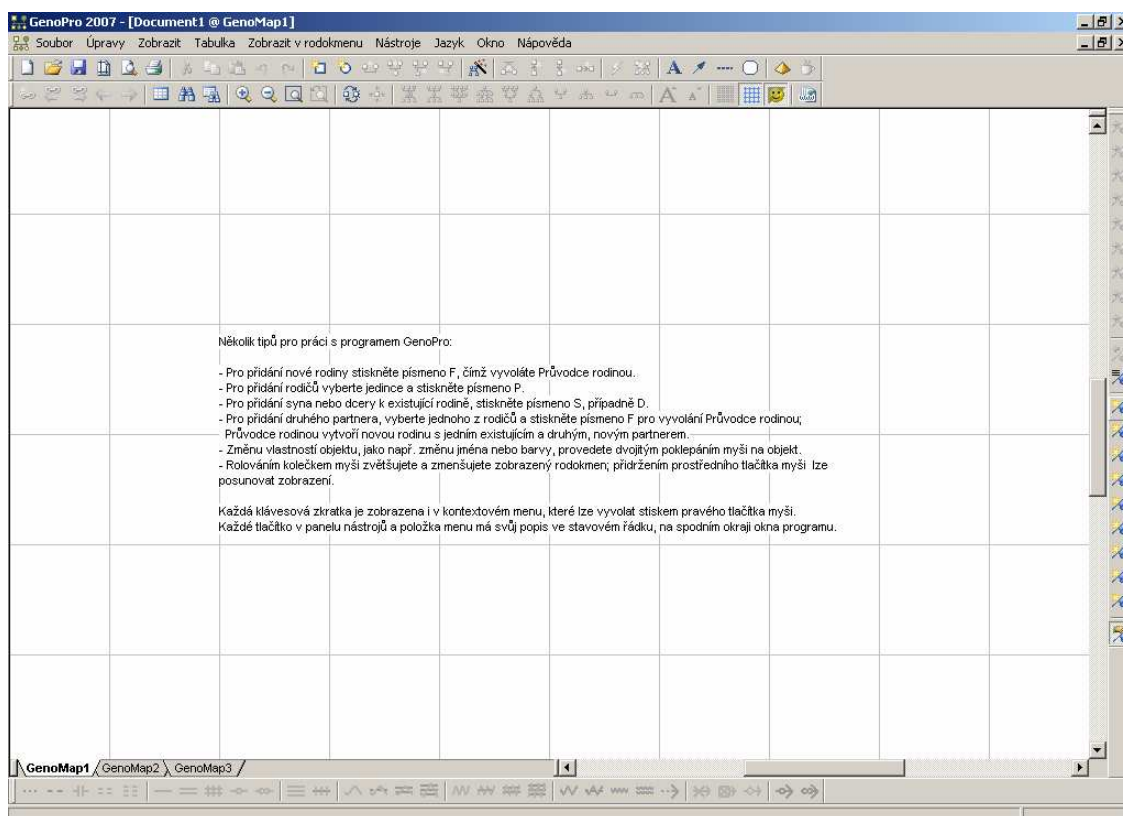 GenoPro 2007 - [Document1 @ GenoMap1]
Soubor Úpravy Zobrazit Tabulka Zobrazit v rodokmenu Nástroje Jazyk Okno Nápověda
Několik tipů pro práci s programem GenoPro:
- Pro přidání nové rodiny stiskněte písmeno F, čímž vyvoláte Průvodce rodinou.
- Pro přidání rodičů vyberte jedince a stiskněte písmeno P.
- Pro přidání syna nebo dcery k existující rodině, stiskněte písmeno S, případně D.
- Pro přidání druhého partnera, vyberte jednoho z rodičů a stiskněte písmeno F pro vyvolání Průvodce rodinou;
Průvodce rodinou vytvoří novou rodinu s jedním existujícím a druhým, novým partnerem.
- Změnu vlastností objektu, jako např. změnu jména nebo barvy, provedete dvojitým poklepáním myši na objekt.
- Rolováním kolečkem myši zvětšujete a zmenšujete zobrazený rodokmen; přidržením prostředního tlačítka myši lze
posunovat zobrazení.
Každá klávesová zkratka je zobrazena i v kontextovém menu, které lze vyvolat stiskem pravého tlačítka myši.
Každé tlačítko v panelu nástrojů a položka menu má svůj popis ve stavovém řádku, na spodním okraji okna programu.
GenoMap1 GenoMap2 GenoMap3